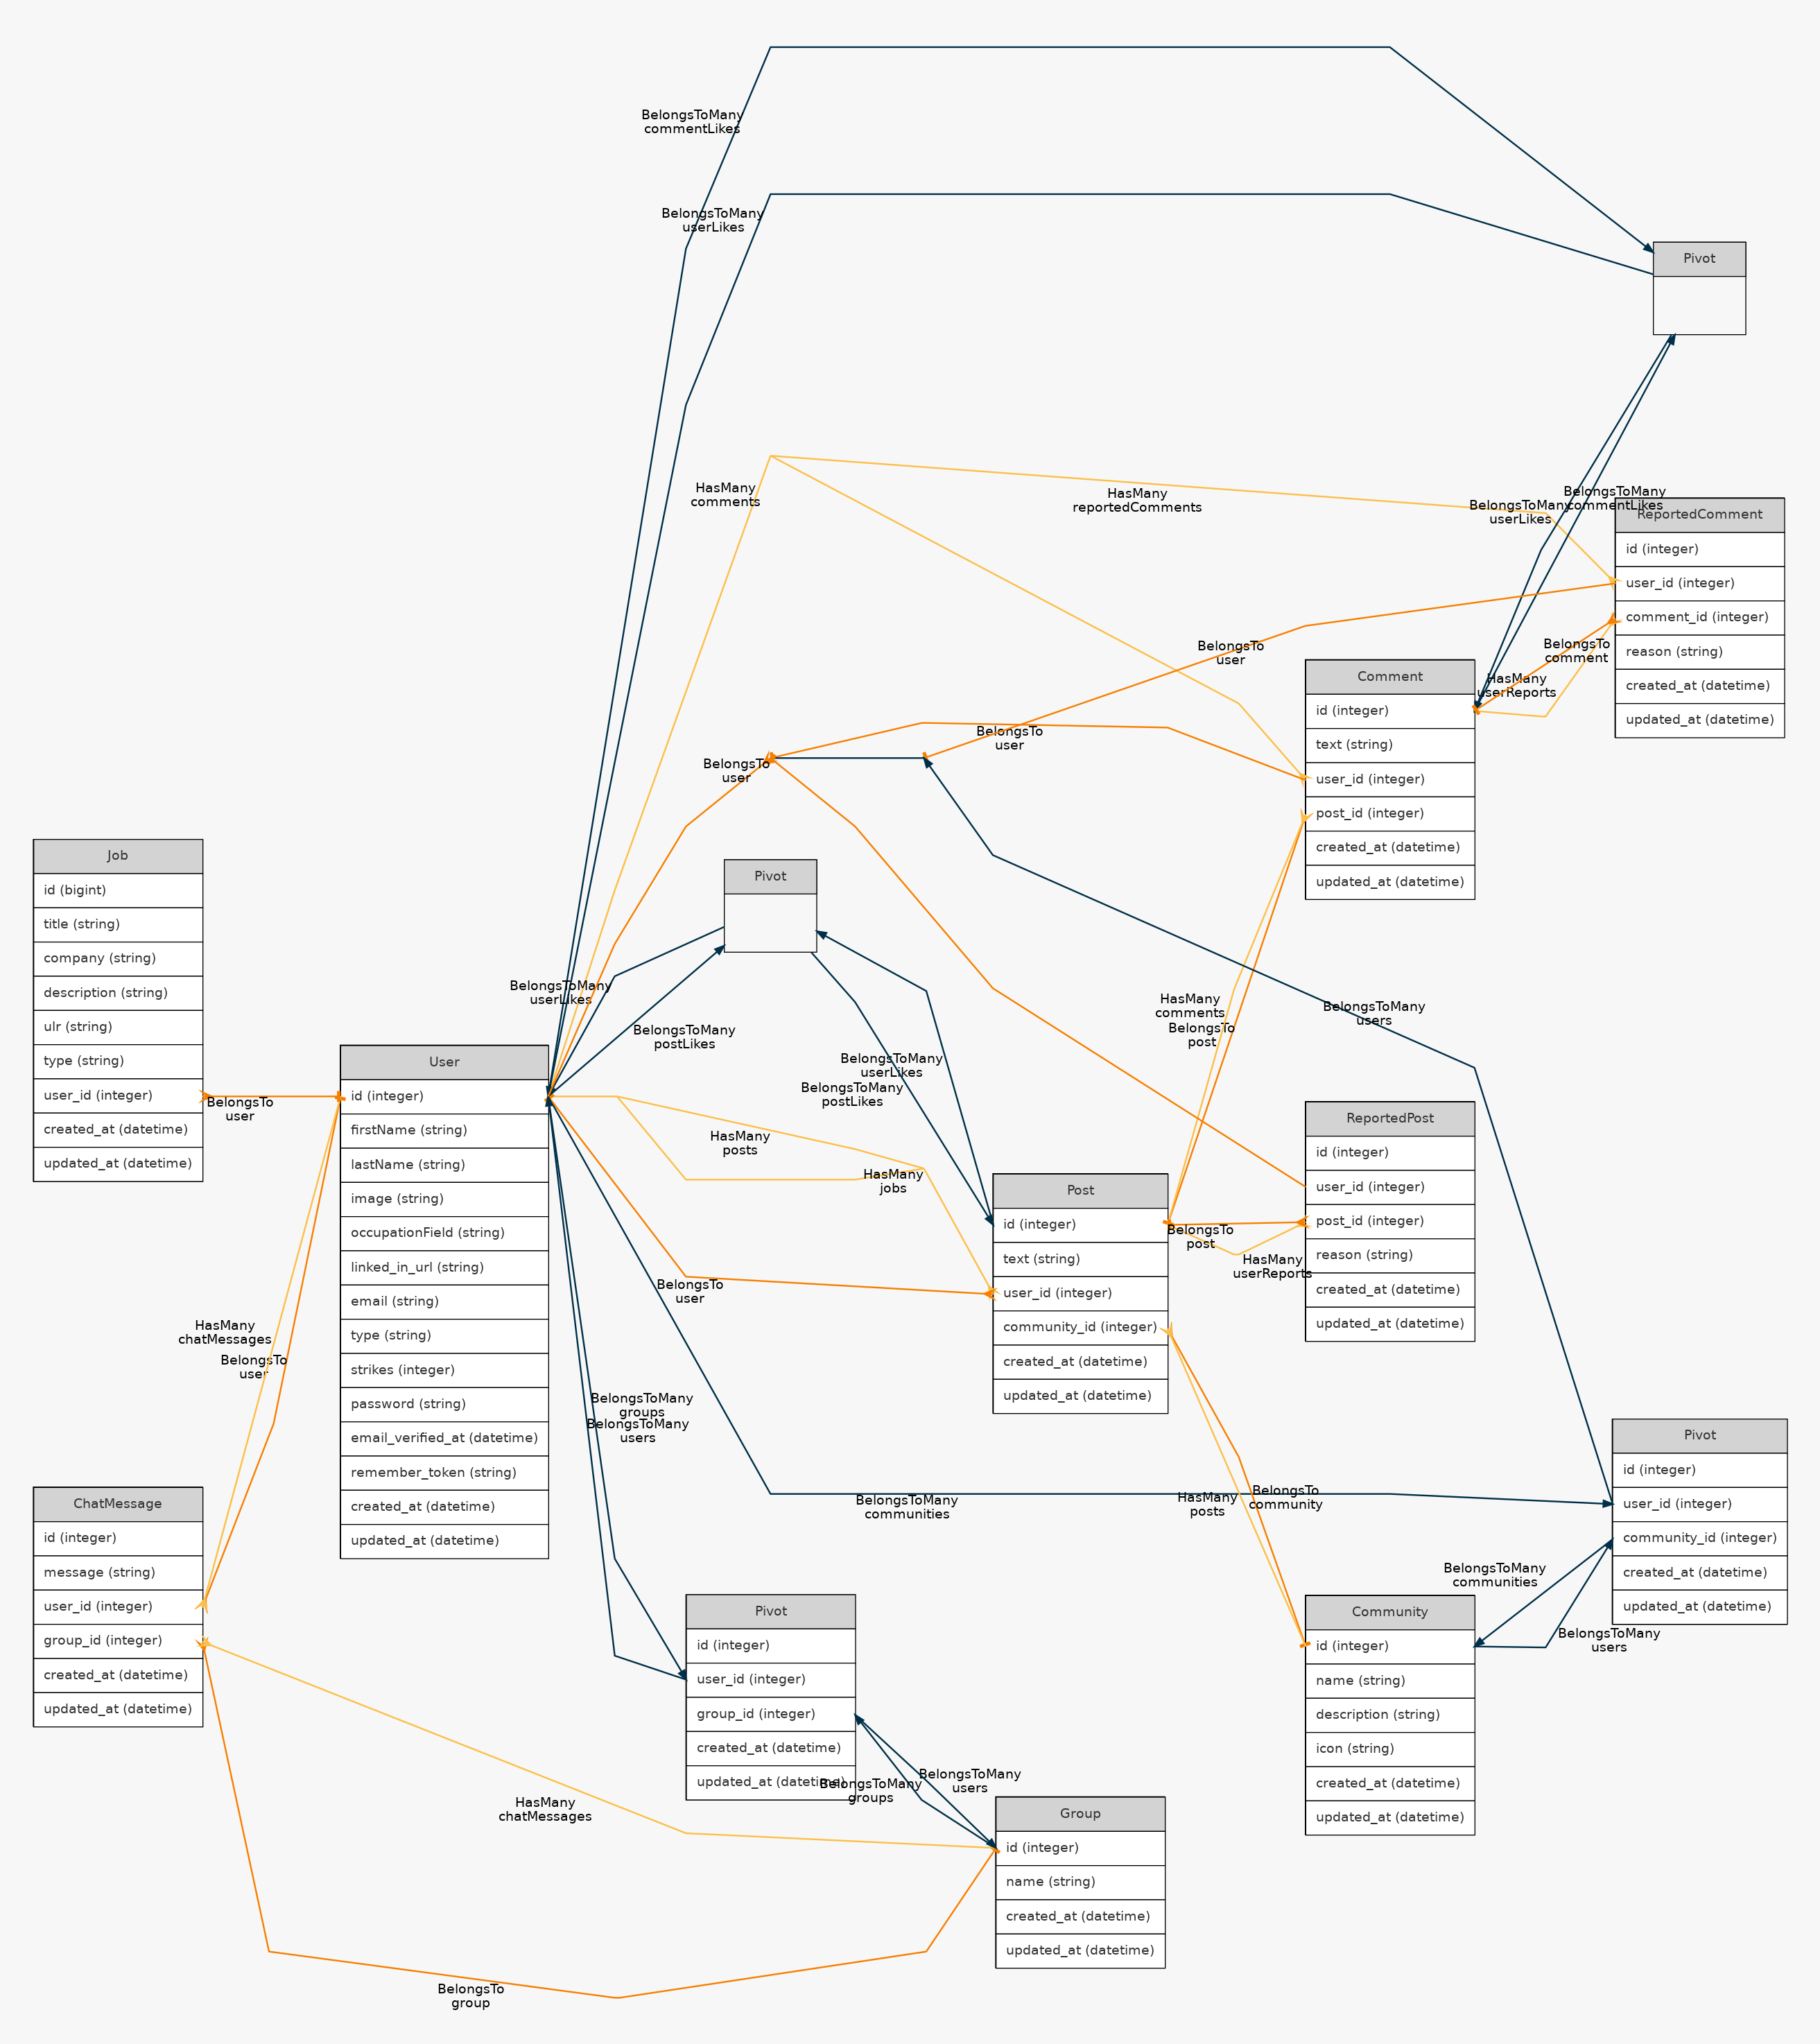 BelongsToMany
commentLikes
BelongsToMany
userLikes
Pivot
HasMany
comments
HasMany
reportedComments
BelongsToMany
userLikes
BelongsToMany
commentLikes
ReportedComment
id (integer)
user_id (integer)
comment_id (integer)
reason (string)
created_at (datetime)
updated_at (datetime)
BelongsTo
comment
HasMany
userReports
BelongsTo
user
BelongsTo
user
BelongsTo
user
Comment
id (integer)
text (string)
user_id (integer)
post_id (integer)
created_at (datetime)
updated_at (datetime)
Job
id (bigint)
title (string)
company (string)
description (string)
ulr (string)
type (string)
user_id (integer)
created_at (datetime)
updated_at (datetime)
BelongsTo
user
Pivot
BelongsToMany
userLikes
BelongsToMany
postLikes
BelongsToMany
userLikes
BelongsToMany
postLikes
HasMany
comments
BelongsTo
post
BelongsToMany
users
User
id (integer)
firstName (string)
lastName (string)
image (string)
occupationField (string)
linked_in_url (string)
email (string)
type (string)
strikes (integer)
password (string)
email_verified_at (datetime)
remember_token (string)
created_at (datetime)
updated_at (datetime)
HasMany
posts
HasMany
jobs
BelongsTo
user
Post
id (integer)
text (string)
user_id (integer)
community_id (integer)
created_at (datetime)
updated_at (datetime)
BelongsTo
post
HasMany
userReports
ReportedPost
id (integer)
user_id (integer)
post_id (integer)
reason (string)
created_at (datetime)
updated_at (datetime)
HasMany
chatMessages
BelongsTo
user
BelongsToMany
groups
BelongsToMany
users
BelongsToMany
communities
HasMany
posts
BelongsTo
community
Pivot
id (integer)
user_id (integer)
community_id (integer)
created_at (datetime)
updated_at (datetime)
BelongsToMany
communities
BelongsToMany
users
ChatMessage
id (integer)
message (string)
user_id (integer)
group_id (integer)
created_at (datetime)
updated_at (datetime)
Pivot
id (integer)
user_id (integer)
group_id (integer)
created_at (datetime)
updated_at (datetime)
BelongsToMany
groups
BelongsToMany
users
Community
id (integer)
name (string)
description (string)
icon (string)
created_at (datetime)
updated_at (datetime)
HasMany
chatMessages
Group
id (integer)
name (string)
created_at (datetime)
updated_at (datetime)
BelongsTo
group